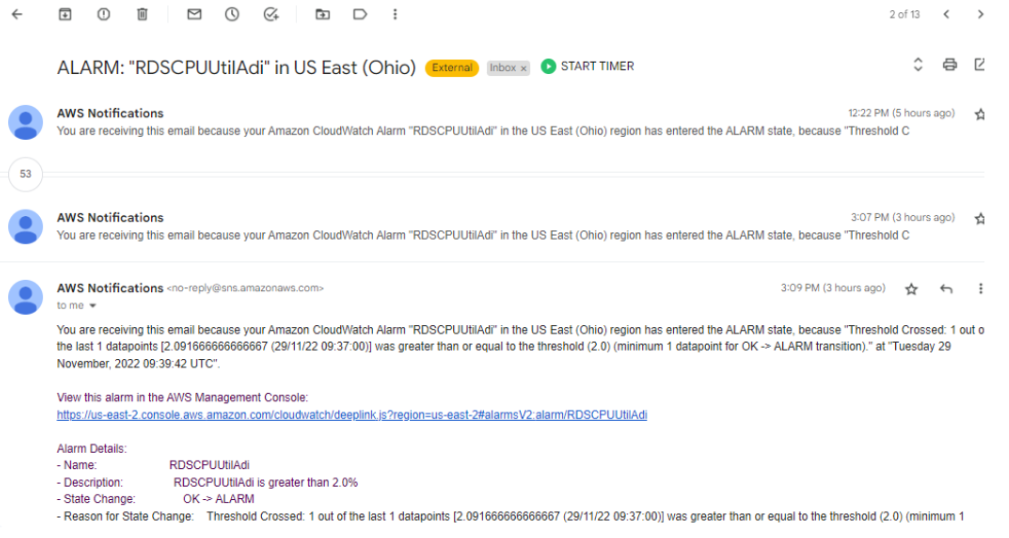 2 of 13
ALARM: "RDSCPUUtilAdi" in US East (Ohio) External Inbox x START TIMER
AWS Notifications 12:22 PM (5 hours ago)
You are receiving this email because your Amazon CloudWatch Alarm "RDSCPUUtilAdi" in the US East (Ohio) region has entered the ALARM state, because "Threshold C
53
AWS Notifications 3:07 PM (3 hours ago)
You are receiving this email because your Amazon CloudWatch Alarm "RDSCPUUtilAdi" in the US East (Ohio) region has entered the ALARM state, because "Threshold C
AWS Notifications <no-reply@sns.amazonaws.com> 3:09 PM (3 hours ago)
to me
You are receiving this email because your Amazon CloudWatch Alarm "RDSCPUUtilAdi" in the US East (Ohio) region has entered the ALARM state, because "Threshold Crossed: 1 out o
the last 1 datapoints [2.091666666666667 (29/11/22 09:37:00)] was greater than or equal to the threshold (2.0) (minimum 1 datapoint for OK -> ALARM transition)." at "Tuesday 29
November, 2022 09:39:42 UTC".
View this alarm in the AWS Management Console:
https://us-east-2.console.aws.amazon.com/cloudwatch/deeplink.js?region=us-east-2#alarmsV2:alarm/RDSCPUUtilAdi
Alarm Details:
- Name: RDSCPUUtilAdi
- Description: RDSCPUUtilAdi is greater than 2.0%
- State Change: OK -> ALARM
- Reason for State Change: Threshold Crossed: 1 out of the last 1 datapoints [2.091666666666667 (29/11/22 09:37:00)] was greater than or equal to the threshold (2.0) (minimum 1